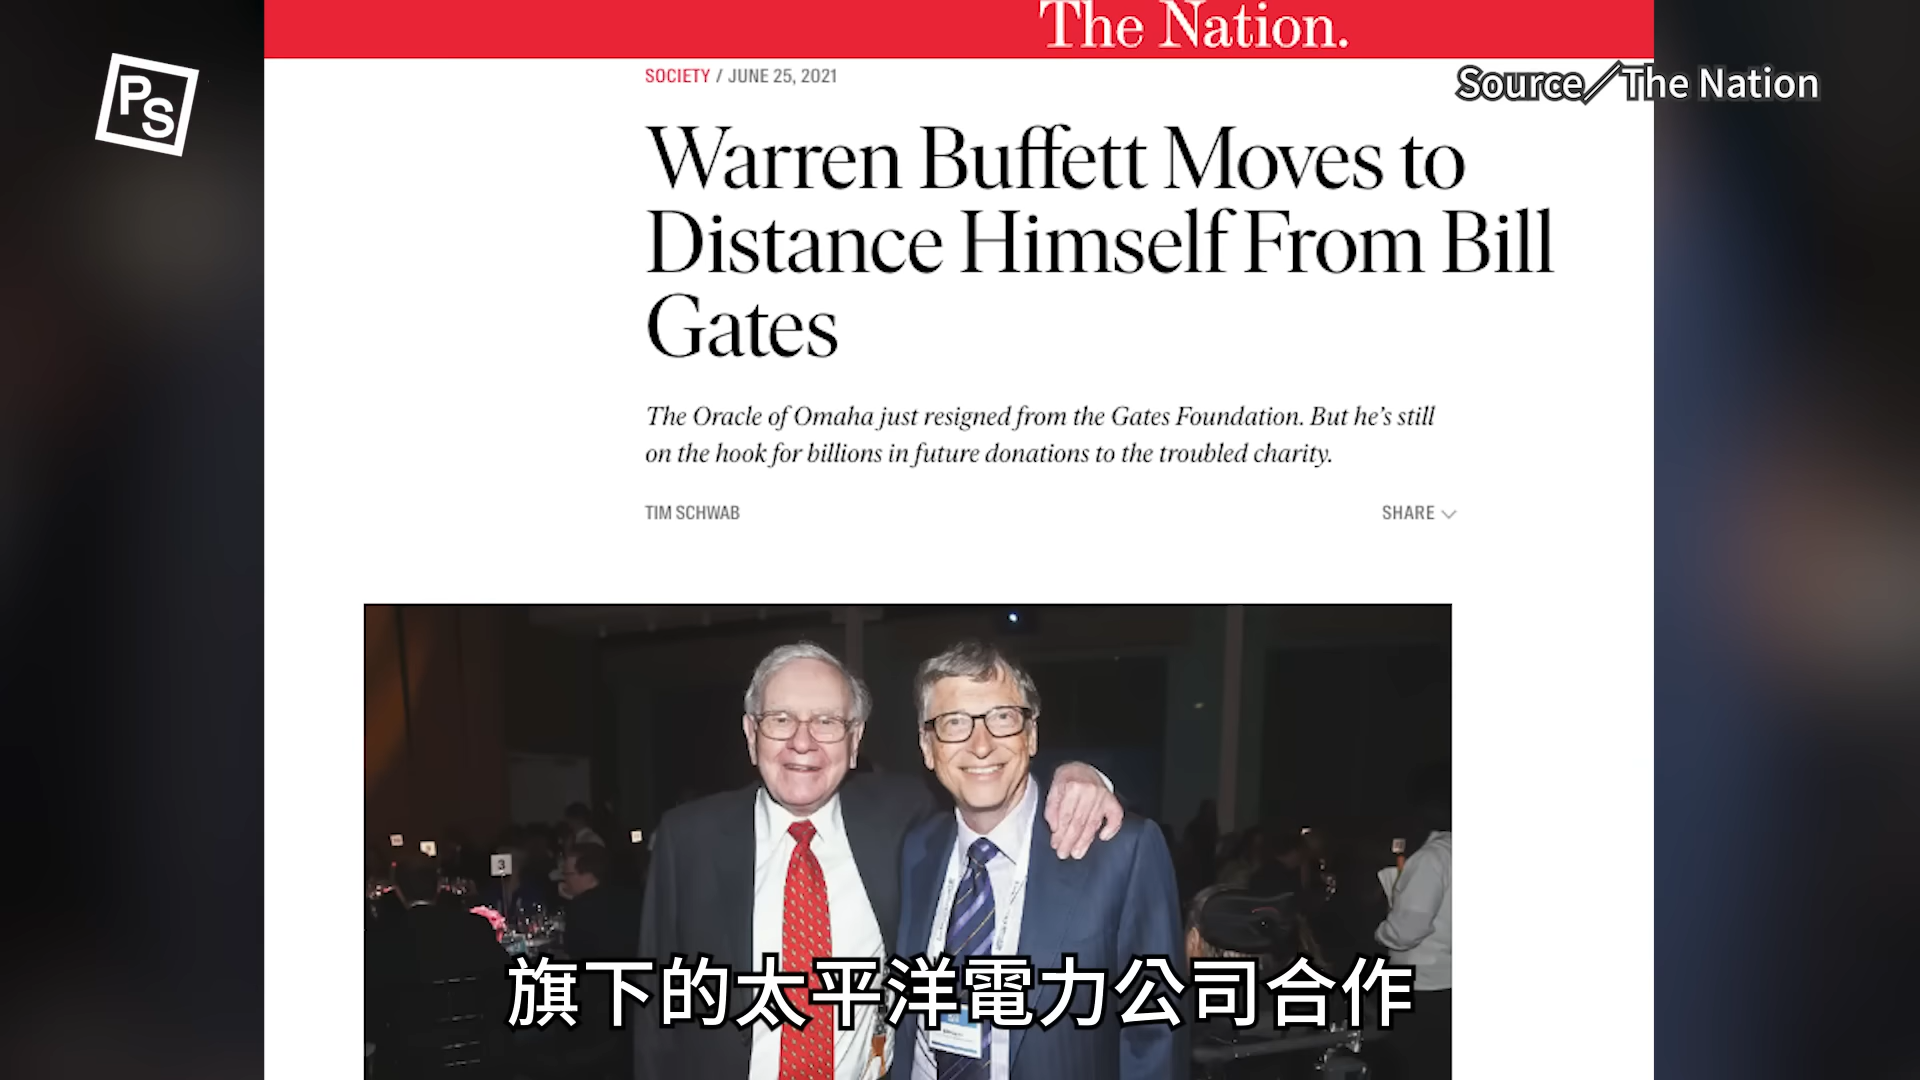 The Nation.
PS
SOCIETY / JUNE 25, 2021
Source／The Nation
Warren Buffett Moves to
Distance Himself From Bill
Gates
The Oracle of Omaha just resigned from the Gates Foundation. But he's still
on the hook for billions in future donations to the troubled charity.
TIM SCHWAB
SHARE
3
旗下的太平洋電力公司合作